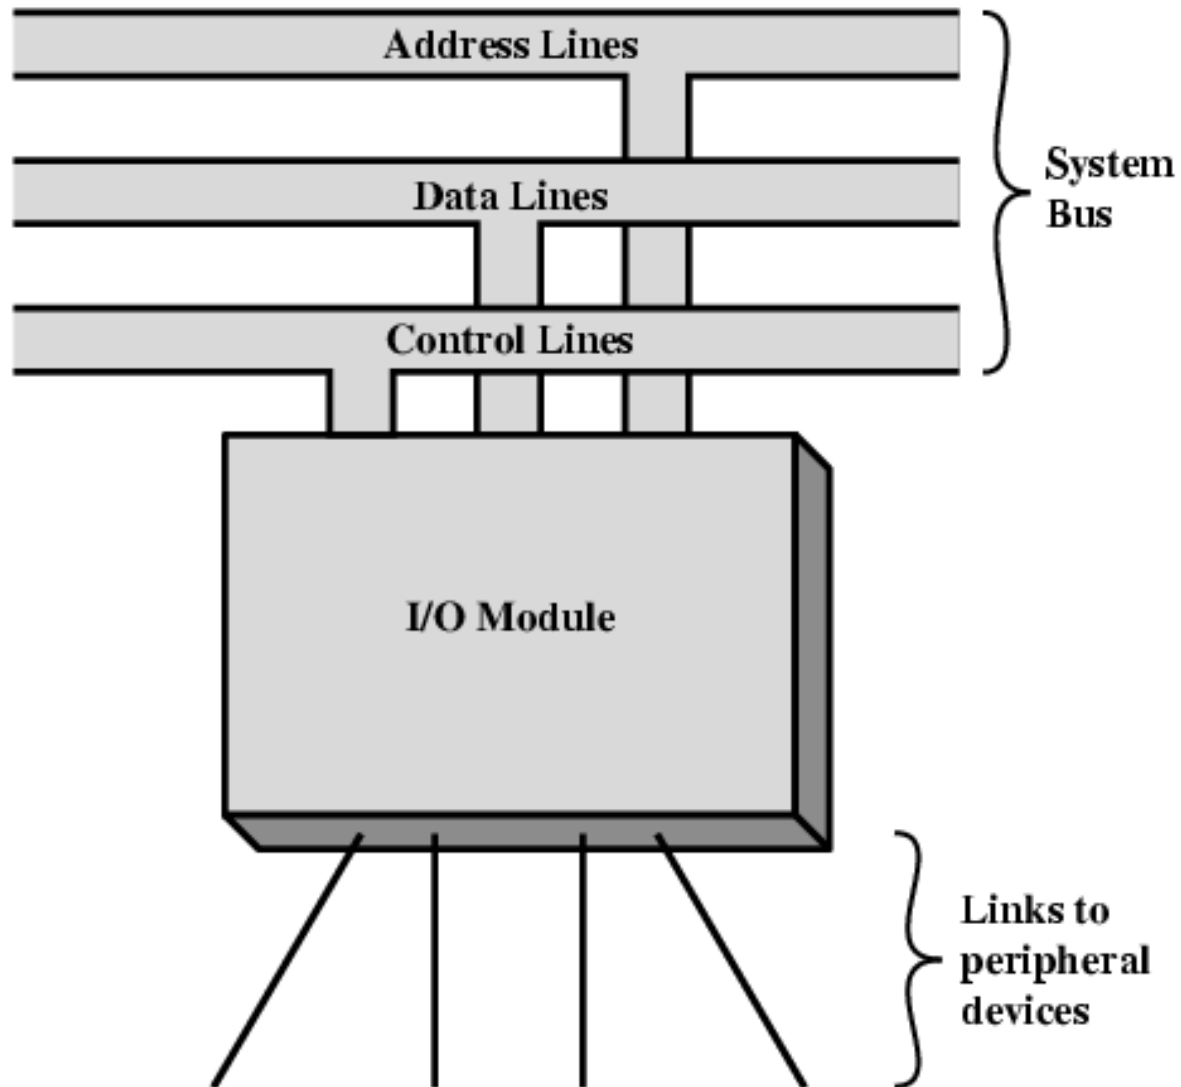 Address Lines
System
Bus
Data Lines
Control Lines
I/O Module
Links to
peripheral
devices